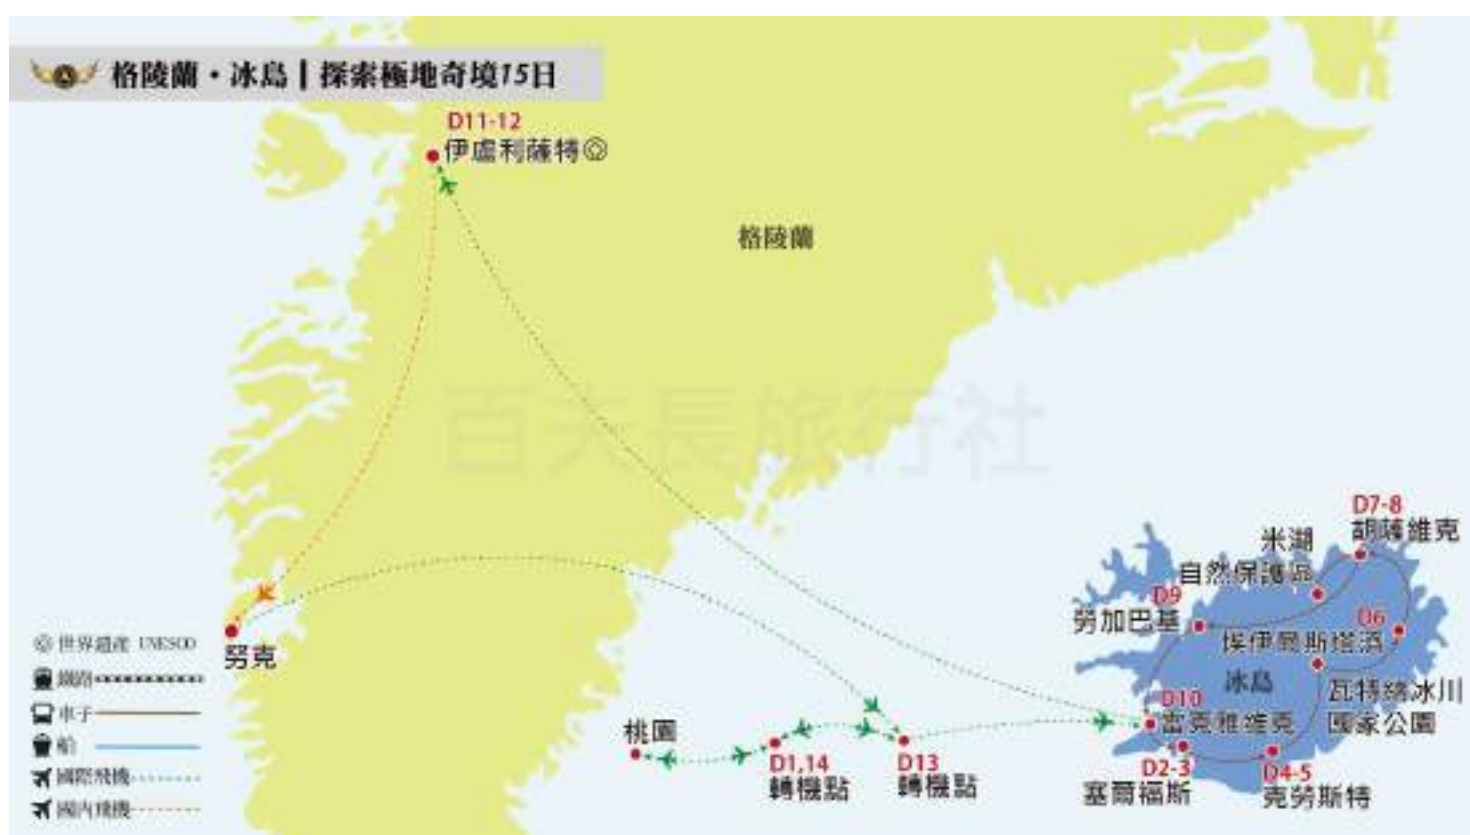 格陵蘭・冰島┃探索極地奇境15日
D11-12
伊盧利薩特◎
格陵蘭
百夫長旅行社
D7-8
胡薩維克
米湖
自然保護區
D9
勞加巴基
D6
埃伊爾斯塔濱
冰島
瓦特納冰川
國家公園
D10
雷克雅維克
D2-3
塞爾福斯
D4-5
克勞斯特
努克
桃園
D1,14
轉機點
D13
轉機點
◎世界遺產 UNESCO
鐵路
車子
船
國際飛機
國內飛機